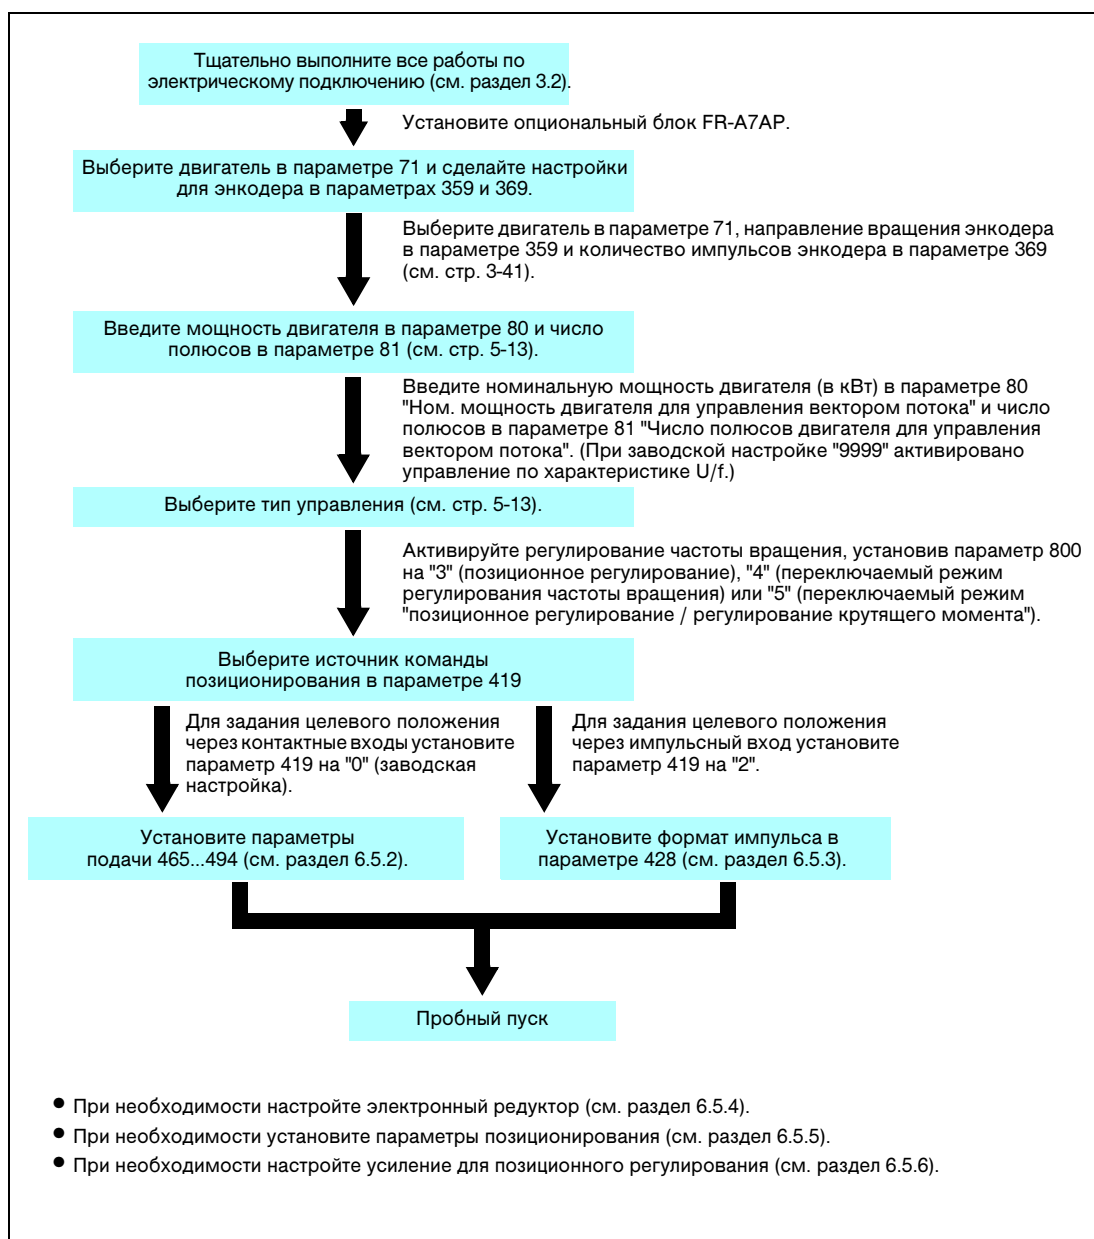 Тщательно выполните все работы по
электрическому подключению (см. раздел 3.2).
Установите опциональный блок FR-A7AP.
Выберите двигатель в параметре 71 и сделайте настройки
для энкодера в параметрах 359 и 369.
Выберите двигатель в параметре 71, направление вращения энкодера
в параметре 359 и количество импульсов энкодера в параметре 369
(см. стр. 3-41).
Введите мощность двигателя в параметре 80 и число
полюсов в параметре 81 (см. стр. 5-13).
Введите номинальную мощность двигателя (в кВт) в параметре 80
"Ном. мощность двигателя для управления вектором потока" и число
полюсов в параметре 81 "Число полюсов двигателя для управления
вектором потока". (При заводской настройке "9999" активировано
управление по характеристике U/f.)
Выберите тип управления (см. стр. 5-13).
Активируйте регулирование частоты вращения, установив параметр 800
на "3" (позиционное регулирование), "4" (переключаемый режим
регулирования частоты вращения) или "5" (переключаемый режим
"позиционное регулирование / регулирование крутящего момента").
Выберите источник команды
позиционирования в параметре 419
Для задания целевого положения
через контактные входы установите
параметр 419 на "0" (заводская
настройка).
Для задания целевого положения
через импульсный вход установите
параметр 419 на "2".
Установите параметры
подачи 465...494 (см. раздел 6.5.2).
Установите формат импульса в
параметре 428 (см. раздел 6.5.3).
Пробный пуск
● При необходимости настройте электронный редуктор (см. раздел 6.5.4).
● При необходимости установите параметры позиционирования (см. раздел 6.5.5).
● При необходимости настройте усиление для позиционного регулирования (см. раздел 6.5.6).